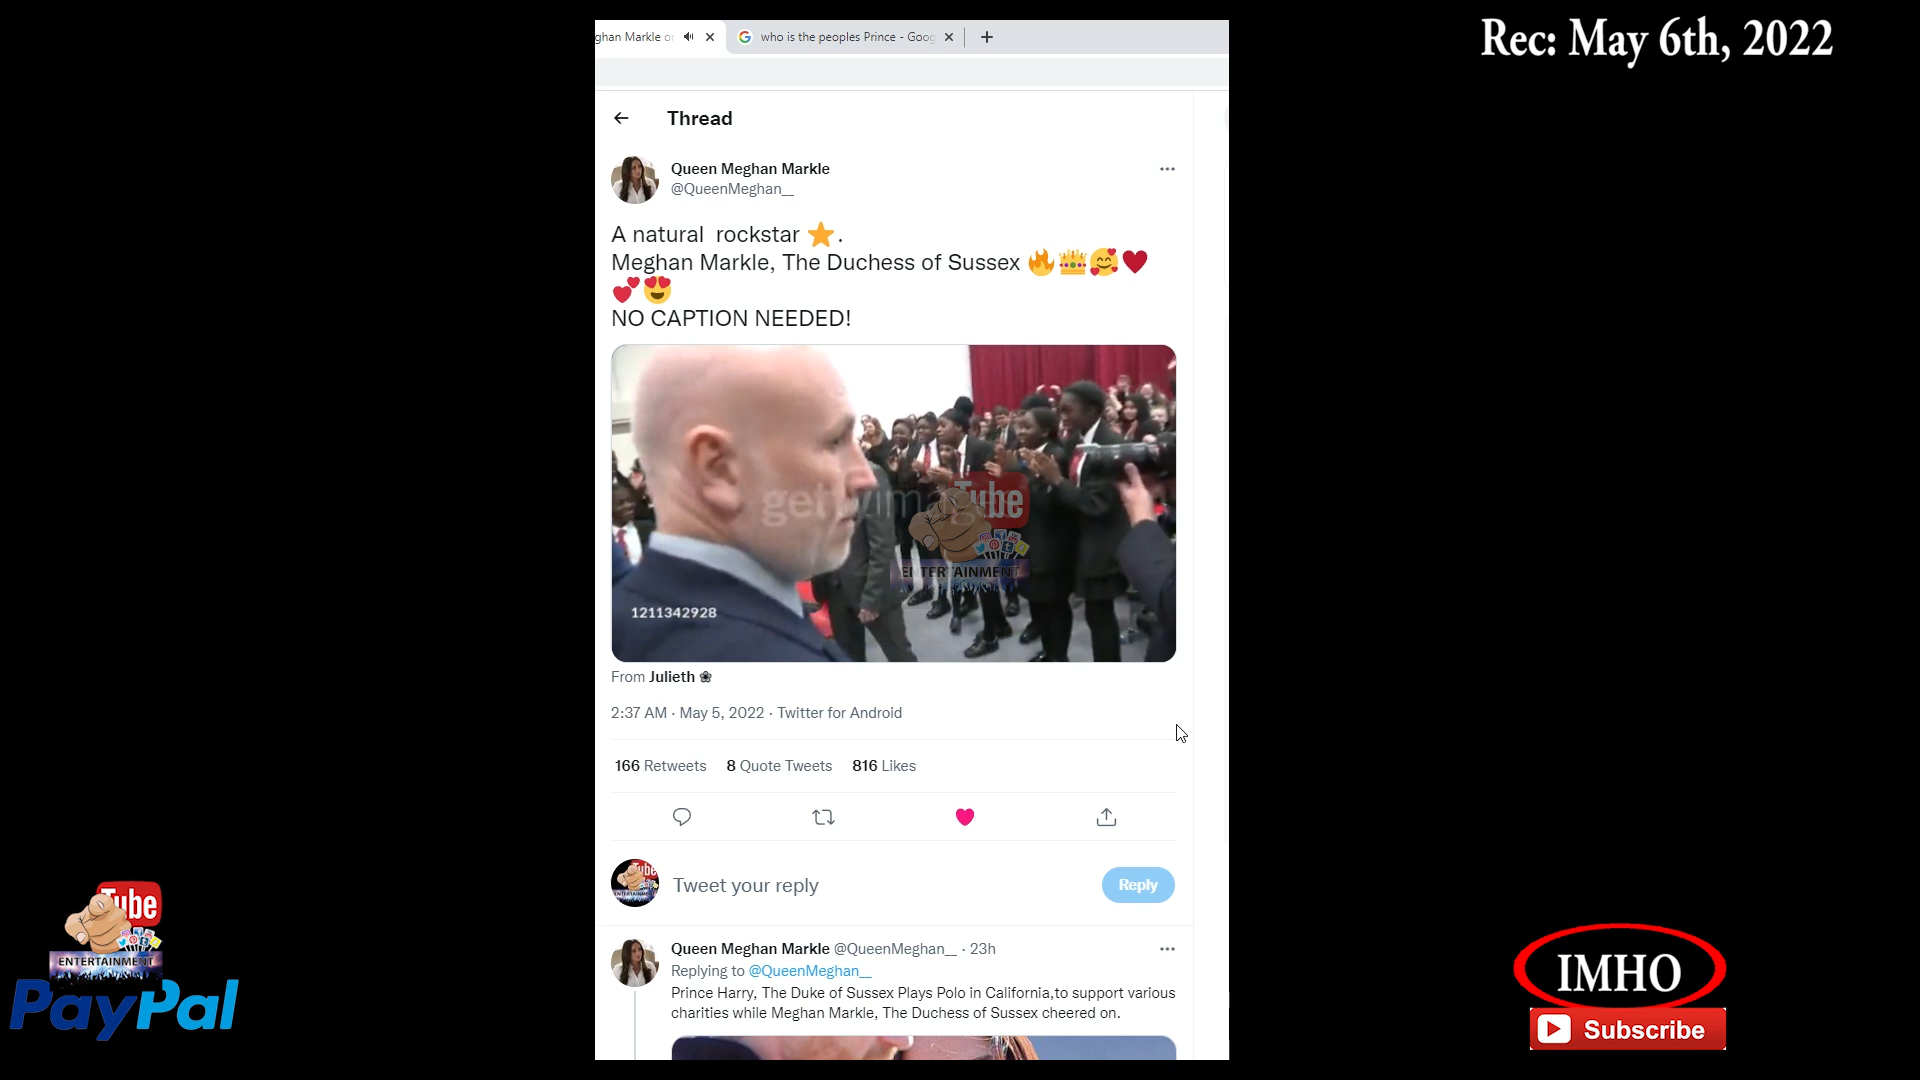 Rec: May 6th, 2022
ghan Markle o
who is the peoples Prince - Goog
Thread
Queen Meghan Markle
@QueenMeghan__
A natural rockstar ⭐.
Meghan Markle, The Duchess of Sussex 🔥👑🥰♥️
💕😍
NO CAPTION NEEDED!
Tube
ENTERTAINMENT
1211342928
From Julieth ❀
2:37 AM · May 5, 2022 · Twitter for Android
166 Retweets 8 Quote Tweets 816 Likes
Tweet your reply
Reply
Queen Meghan Markle @QueenMeghan__ · 23h
Replying to @QueenMeghan__
Prince Harry, The Duke of Sussex Plays Polo in California,to support various
charities while Meghan Markle, The Duchess of Sussex cheered on.
Tube
ENTERTAINMENT
PayPal
IMHO
Subscribe